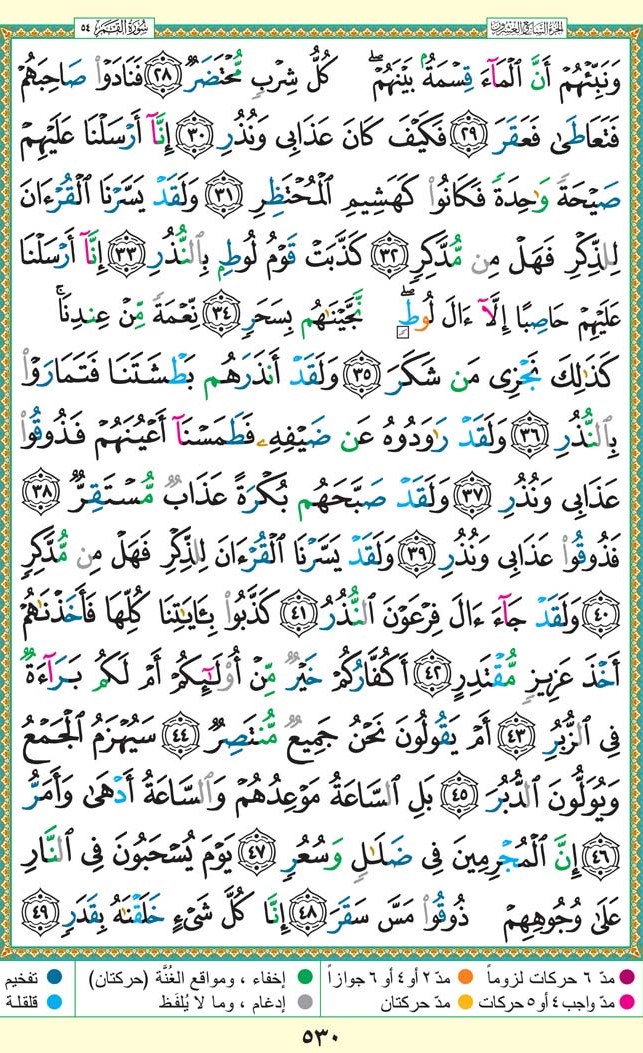 الجزء السابع والعشرون
سورة القمر ٥٤
وَنَبِّئْهُمْ أَنَّ ٱلْمَآءَ قِسْمَةٌۢ بَيْنَهُمْ ۖ كُلُّ شِرْبٍ مُّحْتَضَرٌ ۝٢٨ فَنَادَوْا۟ صَاحِبَهُمْ
فَتَعَاطَىٰ فَعَقَرَ ۝٢٩ فَكَيْفَ كَانَ عَذَابِى وَنُذُرِ ۝٣٠ إِنَّآ أَرْسَلْنَا عَلَيْهِمْ
صَيْحَةً وَٰحِدَةً فَكَانُوا۟ كَهَشِيمِ ٱلْمُحْتَظِرِ ۝٣١ وَلَقَدْ يَسَّرْنَا ٱلْقُرْءَانَ
لِلذِّكْرِ فَهَلْ مِن مُّدَّكِرٍ ۝٣٢ كَذَّبَتْ قَوْمُ لُوطٍۭ بِٱلنُّذُرِ ۝٣٣ إِنَّآ أَرْسَلْنَا
عَلَيْهِمْ حَاصِبًا إِلَّآ ءَالَ لُوطٍ ۖ نَّجَّيْنَٰهُم بِسَحَرٍ ۝٣٤ نِّعْمَةً مِّنْ عِندِنَا ۚ
كَذَٰلِكَ نَجْزِى مَن شَكَرَ ۝٣٥ وَلَقَدْ أَنذَرَهُم بَطْشَتَنَا فَتَمَارَوْا۟
بِٱلنُّذُرِ ۝٣٦ وَلَقَدْ رَٰوَدُوهُ عَن ضَيْفِهِۦ فَطَمَسْنَآ أَعْيُنَهُمْ فَذُوقُوا۟
عَذَابِى وَنُذُرِ ۝٣٧ وَلَقَدْ صَبَّحَهُم بُكْرَةً عَذَابٌ مُّسْتَقِرٌّ ۝٣٨
فَذُوقُوا۟ عَذَابِى وَنُذُرِ ۝٣٩ وَلَقَدْ يَسَّرْنَا ٱلْقُرْءَانَ لِلذِّكْرِ فَهَلْ مِن مُّدَّكِرٍ
۝٤٠ وَلَقَدْ جَآءَ ءَالَ فِرْعَوْنَ ٱلنُّذُرُ ۝٤١ كَذَّبُوا۟ بِـَٔايَٰتِنَا كُلِّهَا فَأَخَذْنَٰهُمْ
أَخْذَ عَزِيزٍ مُّقْتَدِرٍ ۝٤٢ أَكُفَّارُكُمْ خَيْرٌ مِّنْ أُو۟لَٰٓئِكُمْ أَمْ لَكُم بَرَآءَةٌ
فِى ٱلزُّبُرِ ۝٤٣ أَمْ يَقُولُونَ نَحْنُ جَمِيعٌ مُّنتَصِرٌ ۝٤٤ سَيُهْزَمُ ٱلْجَمْعُ
وَيُوَلُّونَ ٱلدُّبُرَ ۝٤٥ بَلِ ٱلسَّاعَةُ مَوْعِدُهُمْ وَٱلسَّاعَةُ أَدْهَىٰ وَأَمَرُّ
۝٤٦ إِنَّ ٱلْمُجْرِمِينَ فِى ضَلَٰلٍ وَسُعُرٍ ۝٤٧ يَوْمَ يُسْحَبُونَ فِى ٱلنَّارِ
عَلَىٰ وُجُوهِهِمْ ذُوقُوا۟ مَسَّ سَقَرَ ۝٤٨ إِنَّا كُلَّ شَىْءٍ خَلَقْنَٰهُ بِقَدَرٍ ۝٤٩
مدّ ٦ حركات لزوماً مدّ ٢ أو ٤ أو ٦ جوازاً إخفاء ، ومواقع الغُنَّة (حركتان) تفخيم
مدّ واجب ٤ أو ٥ حركات مدّ حركتان إدغام ، وما لا يُلفَظ قلقلة
٥٣٠